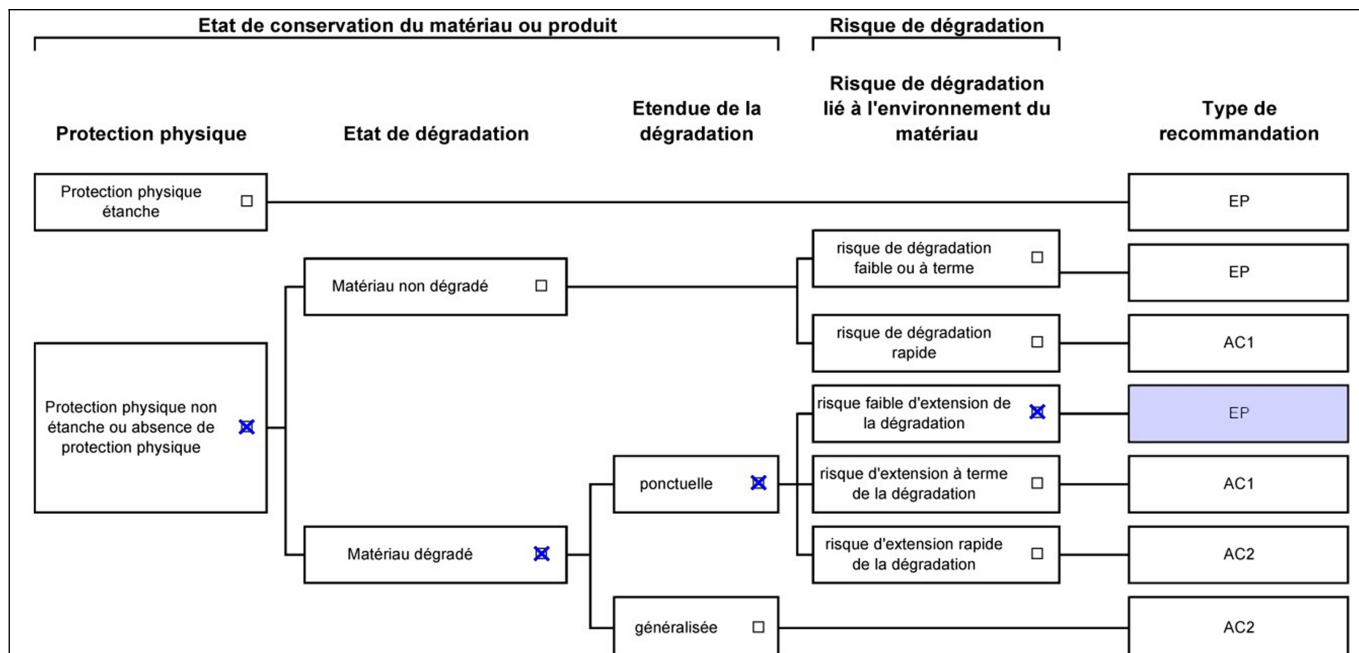 Etat de conservation du matériau ou produit
Risque de dégradation
Protection physique
Etat de dégradation
Etendue de la
dégradation
Risque de dégradation
lié à l'environnement du
matériau
Type de
recommandation
Protection physique
étanche
EP
risque de dégradation
faible ou à terme
EP
Matériau non dégradé
risque de dégradation
rapide
AC1
Protection physique non
étanche ou absence de
protection physique
risque faible d'extension de
la dégradation
EP
ponctuelle
risque d'extension à terme
de la dégradation
AC1
Matériau dégradé
risque d'extension rapide
de la dégradation
AC2
généralisée
AC2